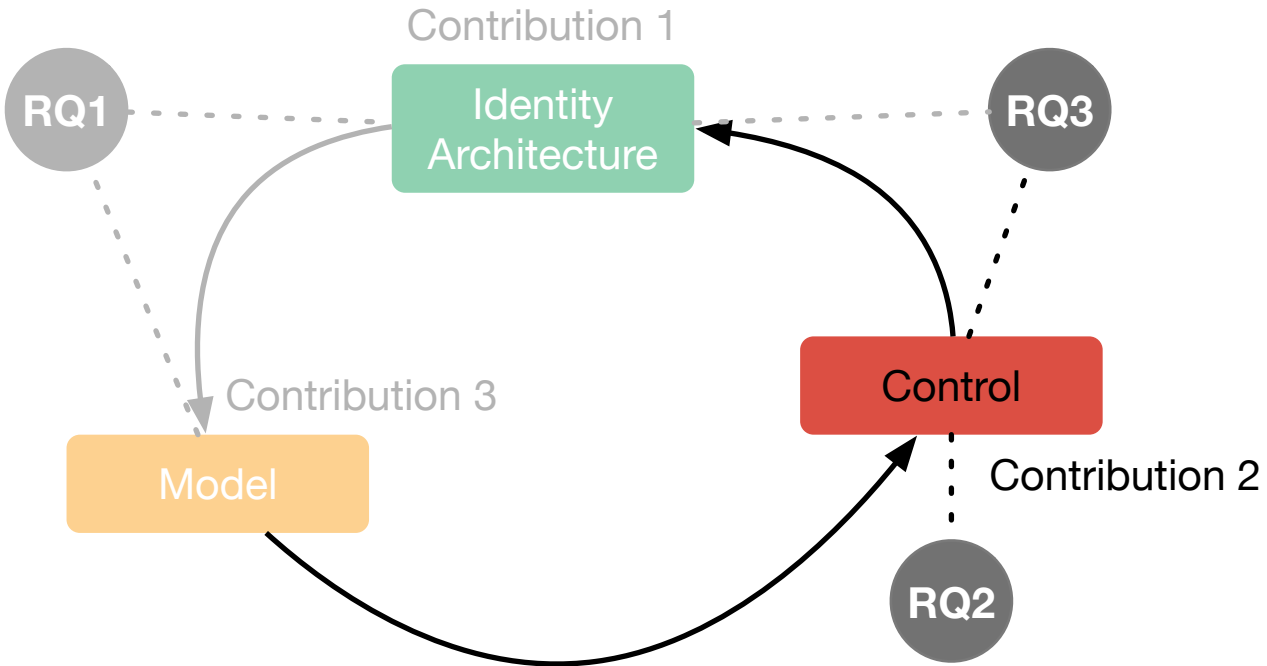 Contribution 1
RQ1
Identity
Architecture
RQ3
Contribution 3
Control
Model
Contribution 2
RQ2